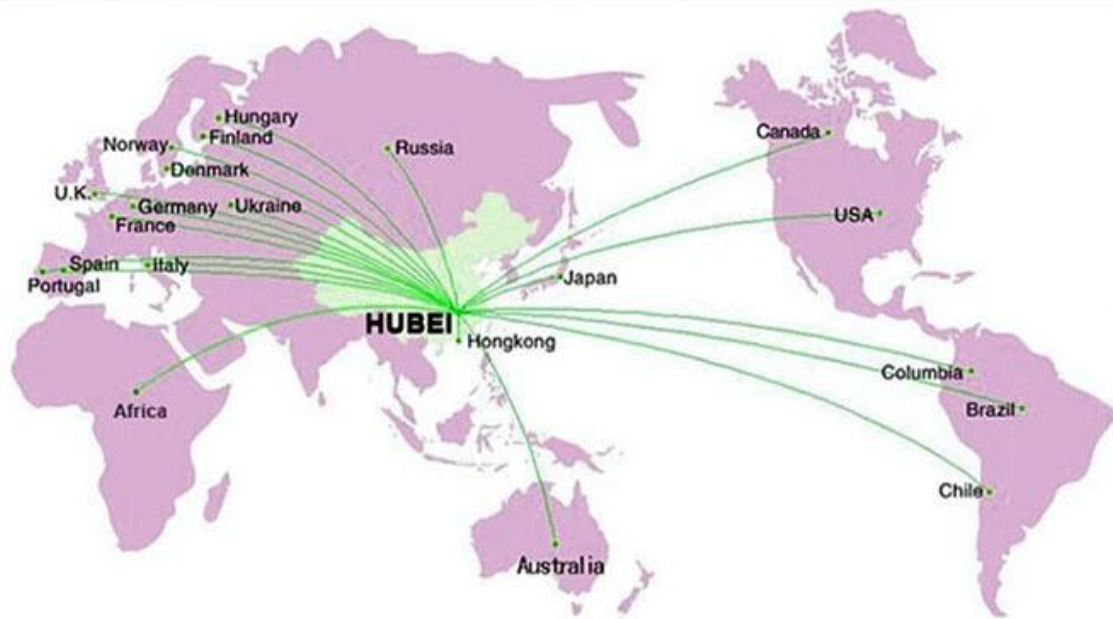 Hungary
Finland
Norway
Russia
Canada
Denmark
U.K.
Germany
Ukraine
USA
France
Spain
Italy
Japan
Portugal
HUBEI
Hongkong
Columbia
Africa
Brazil
Chile
Australia